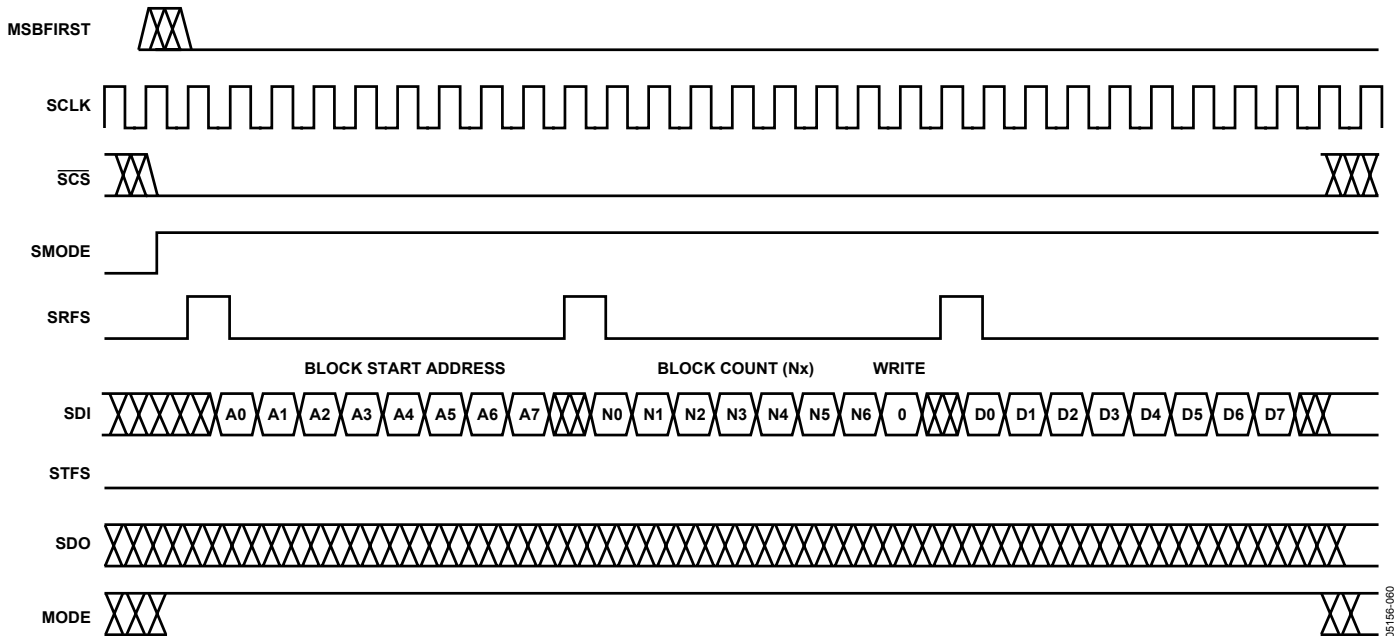 MSBFIRST
SCLK
SCS
SMODE
SRFS
BLOCK START ADDRESS BLOCK COUNT (Nx) WRITE
SDI A0 A1 A2 A3 A4 A5 A6 A7 N0 N1 N2 N3 N4 N5 N6 0 D0 D1 D2 D3 D4 D5 D6 D7
STFS
SDO
MODE
05156-060